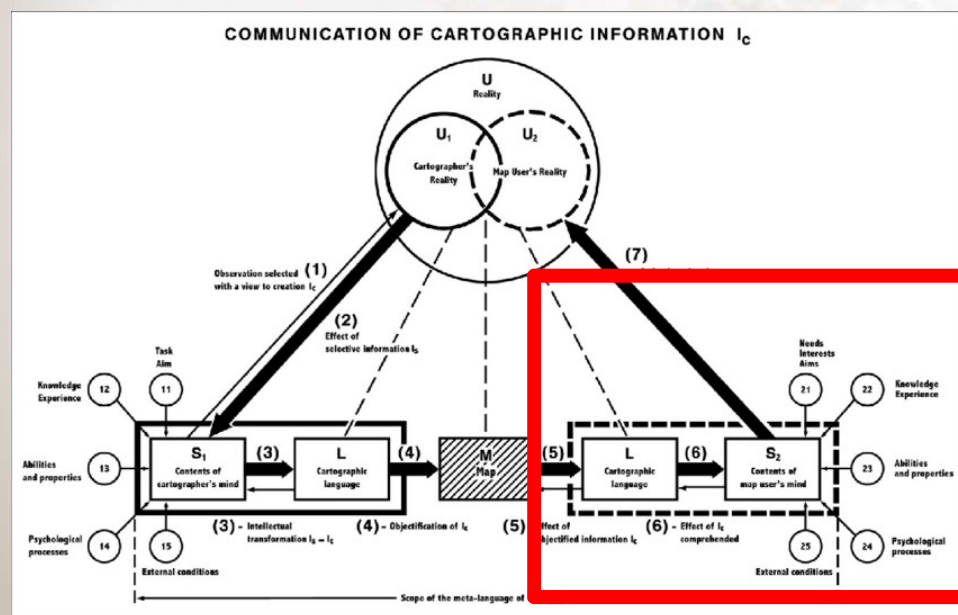 COMMUNICATION OF CARTOGRAPHIC INFORMATION Ic
U
Reality
U1
Cartographer's
Reality
U2
Map User's Reality
(1)
Observation selected
with a view to creation Ic
(2)
Effect of
selective information Is
(7)
Task
Aim
11
Knowledge
Experience
12
Abilities
and properties
13
Psychological
processes
14
15
External conditions
S1
Contents of
cartographer's mind
(3)
L
Cartographic
language
(4)
M
Map
(5)
L
Cartographic
language
(6)
S2
Contents of
map user's mind
Needs
Interests
Aims
21
22
Knowledge
Experience
23
Abilities
and properties
24
Psychological
processes
25
External conditions
(3) - Intellectual
transformation Is – Ic
(4) - Objectification of Ic
(5) Effect of
objectified information Ic
(6) - Effect of Ic
comprehended
Scope of the meta-language of